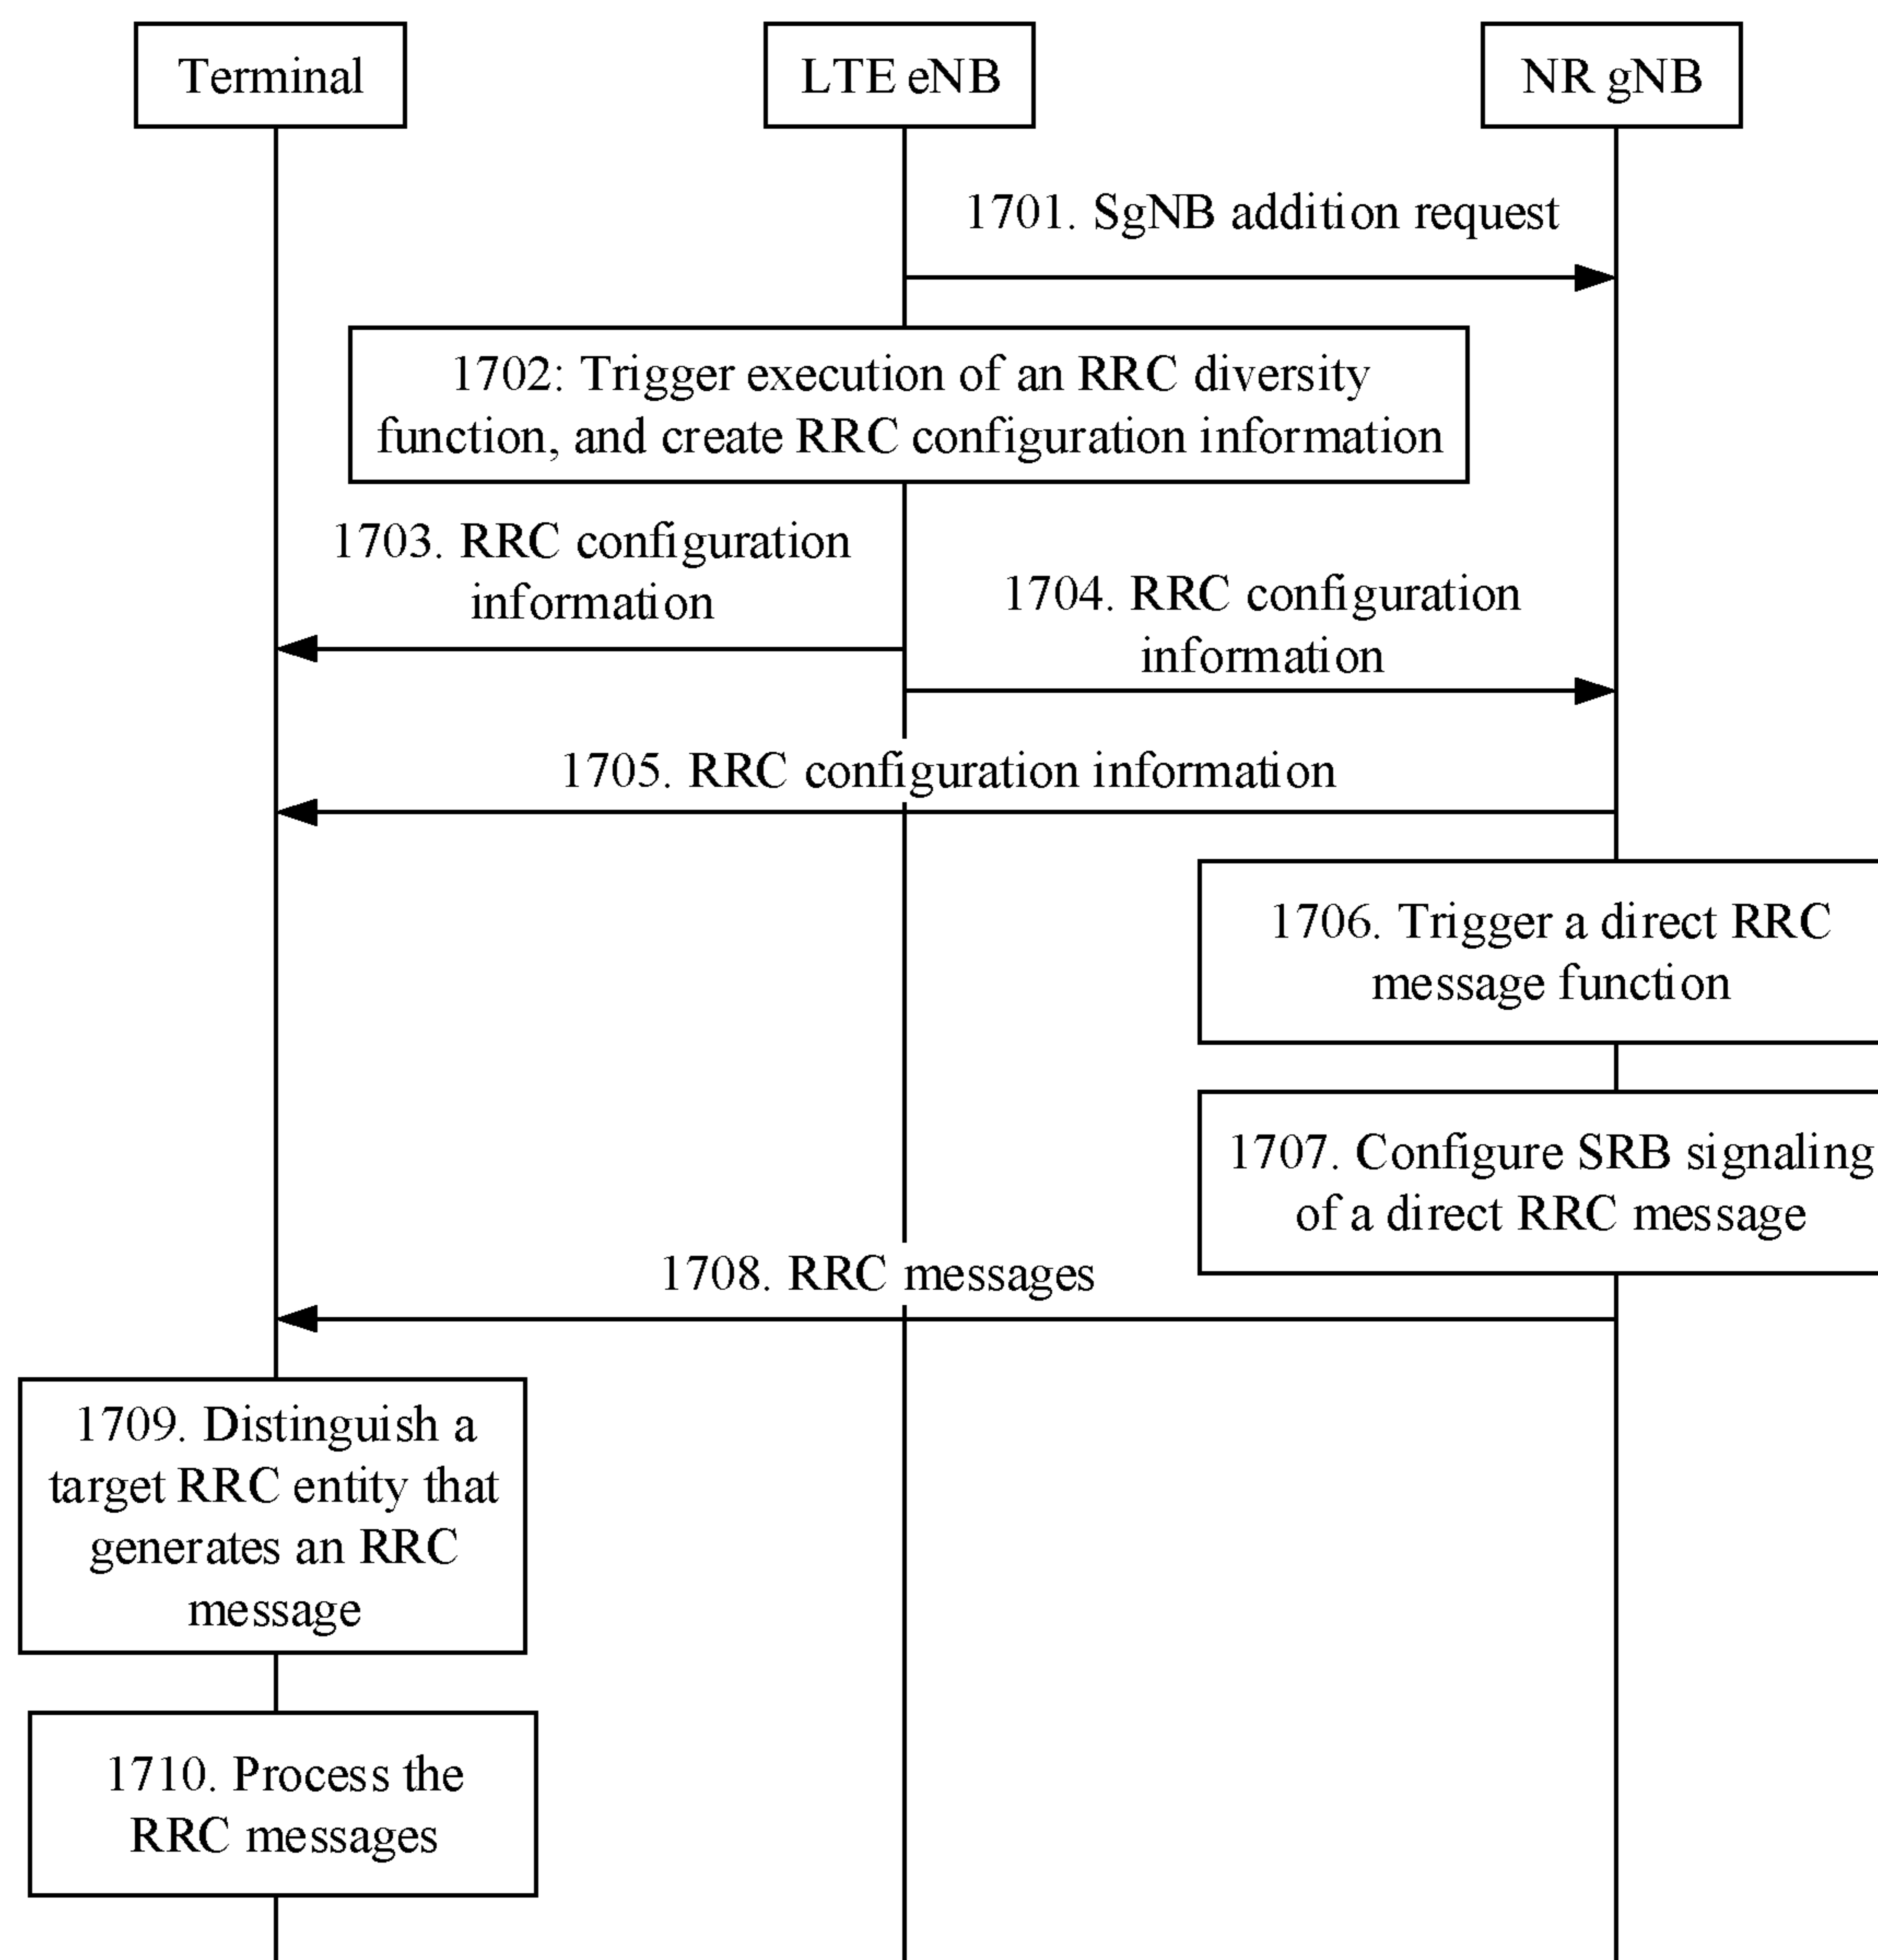 Terminal
LTE eNB
NR gNB
1701. SgNB addition request
1702: Trigger execution of an RRC diversity
function, and create RRC configuration information
1703. RRC configuration
information
1704. RRC configuration
information
1705. RRC configuration information
1706. Trigger a direct RRC
message function
1707. Configure SRB signaling
of a direct RRC message
1708. RRC messages
1709. Distinguish a
target RRC entity that
generates an RRC
message
1710. Process the
RRC messages